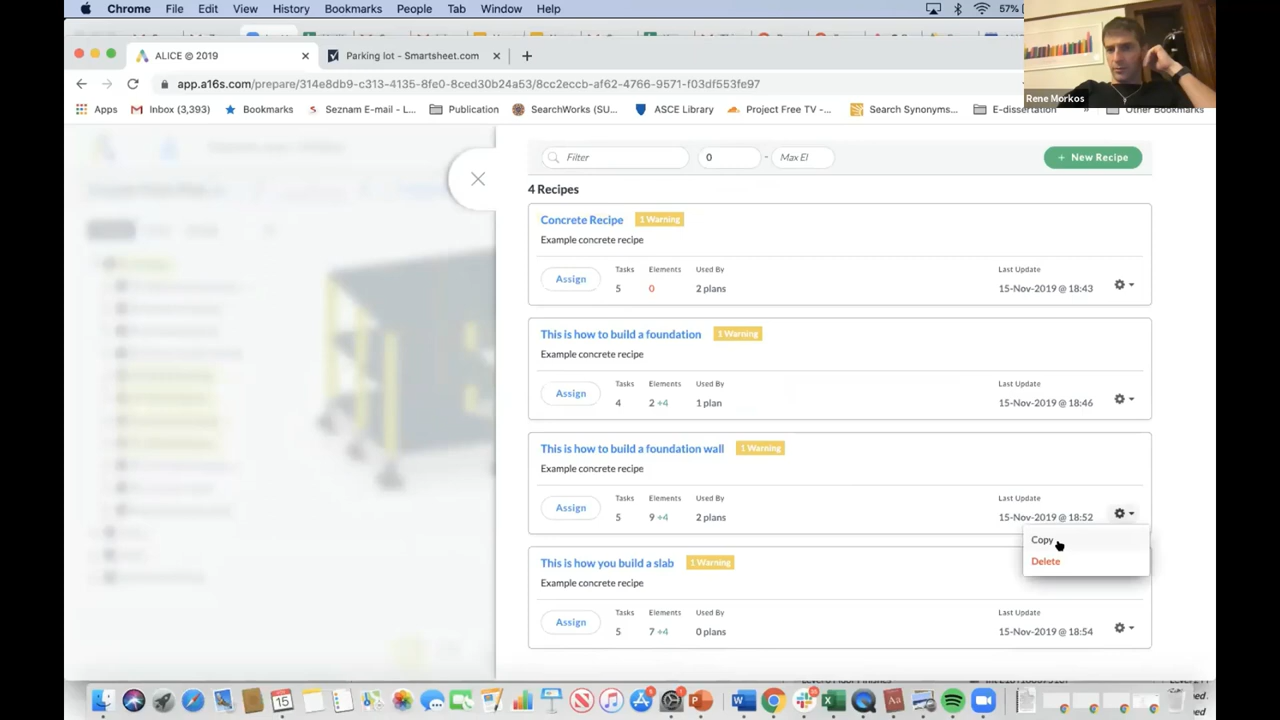 Chrome File Edit View History Bookmarks People Tab Window Help 57%
ALICE © 2019
Parking lot - Smartsheet.com
app.a16s.com/prepare/314e8db9-c313-4135-8fe0-8ced30b24a53/8cc2eccb-af62-4766-9571-f03df553fe97
Apps Inbox (3,393) Bookmarks Stanford E-mail - L... Publication SearchWorks (SU... ASCE Library Project Free TV -... Search Synonyms... E-dissertation » Other Bookmarks
Rene Morkos
Filter 0 - Max El + New Recipe
4 Recipes
Concrete Recipe 1 Warning
Example concrete recipe
Tasks Elements Used By Last Update
Assign 5 0 2 plans 15-Nov-2019 @ 18:43
This is how to build a foundation 1 Warning
Example concrete recipe
Tasks Elements Used By Last Update
Assign 4 2 +4 1 plan 15-Nov-2019 @ 18:46
This is how to build a foundation wall 1 Warning
Example concrete recipe
Tasks Elements Used By Last Update
Assign 5 9 +4 2 plans 15-Nov-2019 @ 18:52
Copy
Delete
This is how you build a slab 1 Warning
Example concrete recipe
Tasks Elements Used By Last Update
Assign 5 7 +4 0 plans 15-Nov-2019 @ 18:54